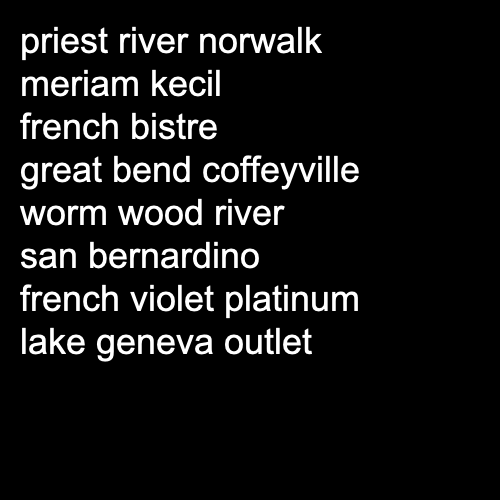 priest river norwalk
meriam kecil
french bistre
great bend coffeyville
worm wood river
san bernardino
french violet platinum
lake geneva outlet